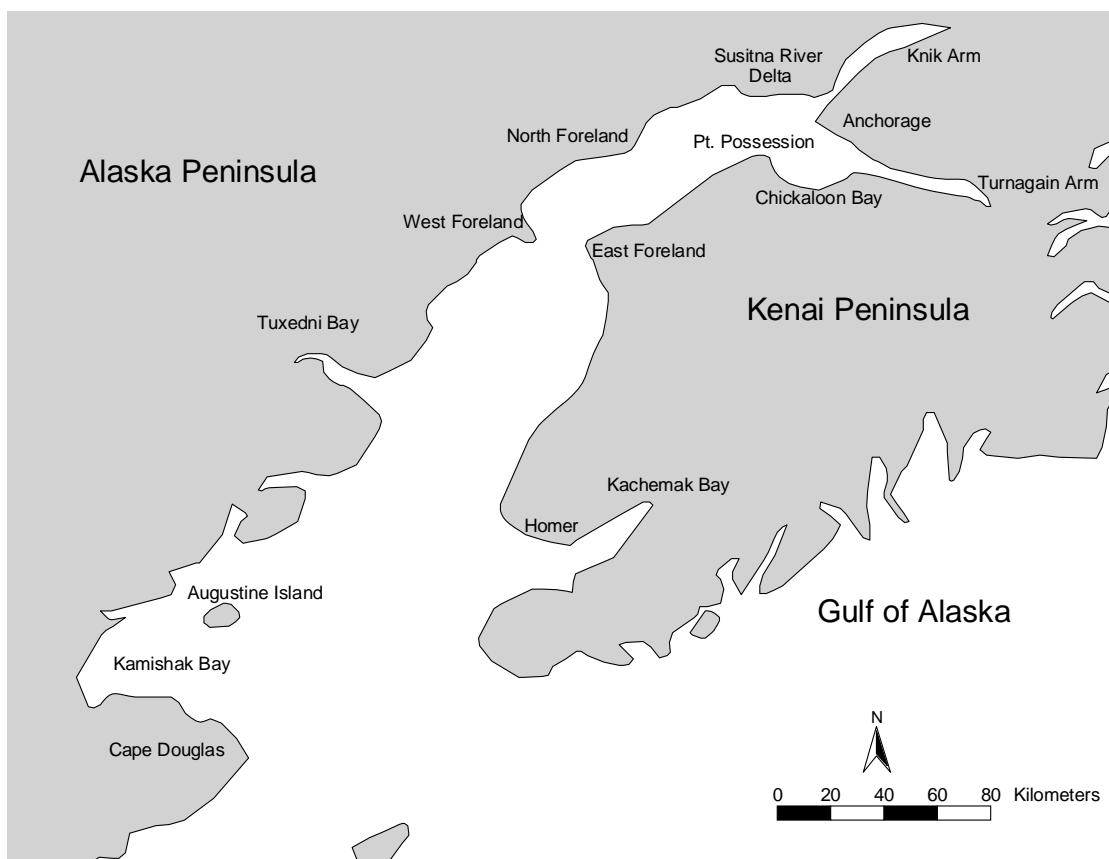 Susitna River
Delta
Knik Arm
Anchorage
North Foreland
Pt. Possession
Alaska Peninsula
Turnagain Arm
Chickaloon Bay
West Foreland
East Foreland
Kenai Peninsula
Tuxedni Bay
Kachemak Bay
Homer
Augustine Island
Gulf of Alaska
Kamishak Bay
N
Cape Douglas
0 20 40 60 80 Kilometers